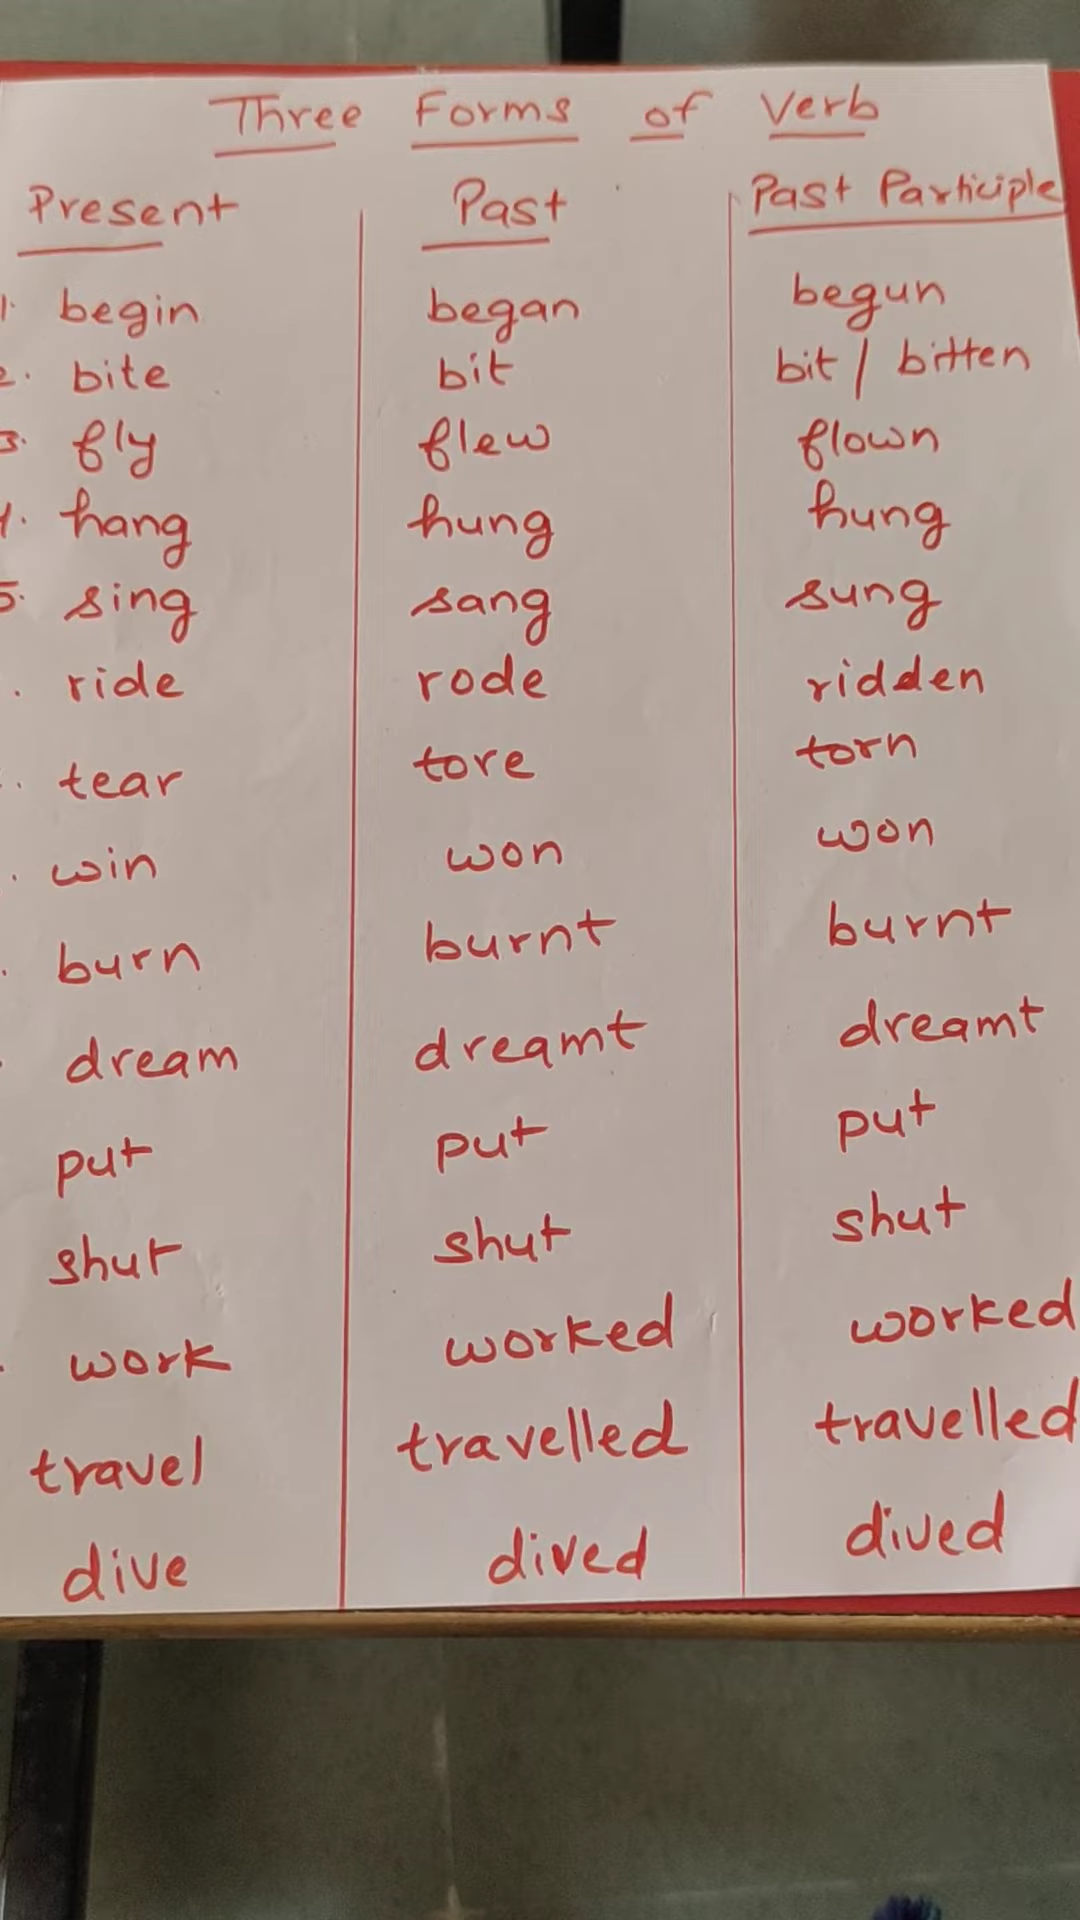 Three Forms of Verb
Present Past Past Participle
1. begin began begun
2. bite bit bit / bitten
3. fly flew flown
4. hang hung hung
5. sing sang sung
. ride rode ridden
. tear tore torn
. win won won
. burn burnt burnt
dream dreamt dreamt
put put put
shut shut shut
. work worked worked
travel travelled travelled
dive dived dived